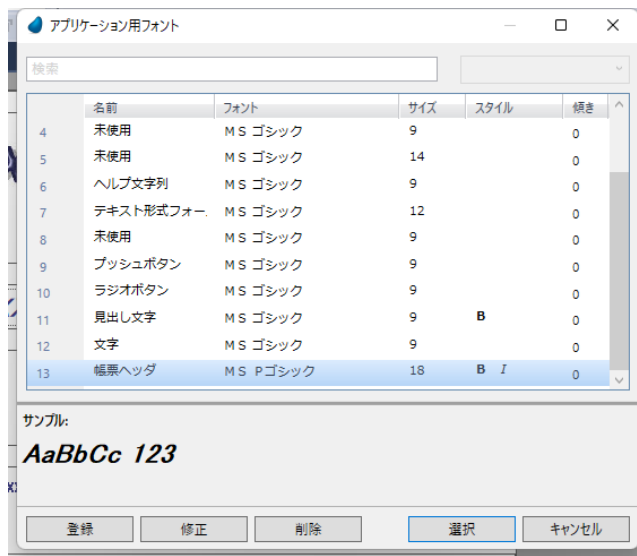 アプリケーション用フォント
検索
名前 フォント サイズ スタイル 傾き
4 未使用 ＭＳ ゴシック 9 0
5 未使用 ＭＳ ゴシック 14 0
6 ヘルプ文字列 ＭＳ ゴシック 9 0
7 テキスト形式フォー. ＭＳ ゴシック 12 0
8 未使用 ＭＳ ゴシック 9 0
9 プッシュボタン ＭＳ ゴシック 9 0
10 ラジオボタン ＭＳ ゴシック 9 0
11 見出し文字 ＭＳ ゴシック 9 B 0
12 文字 ＭＳ ゴシック 9 0
13 帳票ヘッダ ＭＳ Ｐゴシック 18 B I 0
サンプル:
AaBbCc 123
登録 修正 削除 選択 キャンセル